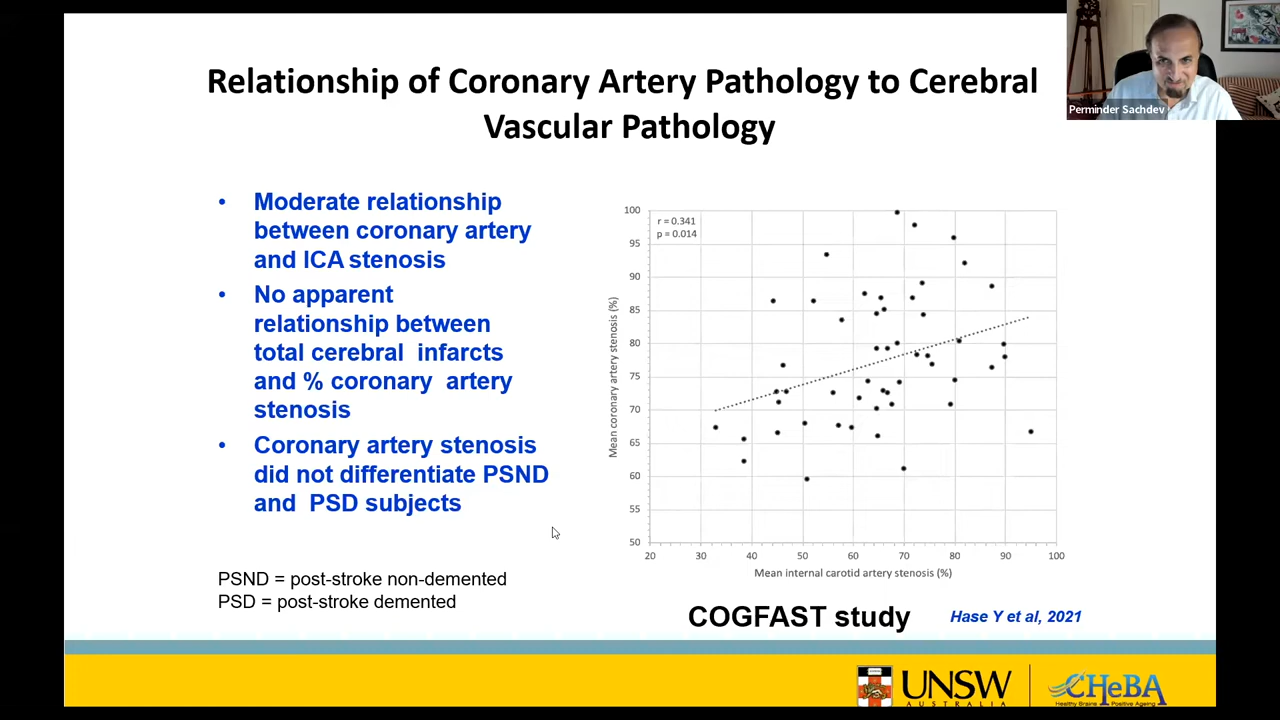 Relationship of Coronary Artery Pathology to Cerebral
Vascular Pathology
Perminder Sachdev
• Moderate relationship
between coronary artery
and ICA stenosis
• No apparent
relationship between
total cerebral infarcts
and % coronary artery
stenosis
• Coronary artery stenosis
did not differentiate PSND
and PSD subjects
PSND = post-stroke non-demented
PSD = post-stroke demented
r = 0.341
p = 0.014
Mean coronary artery stenosis (%)
100
95
90
85
80
75
70
65
60
55
50
20 30 40 50 60 70 80 90 100
Mean internal carotid artery stenosis (%)
COGFAST study
Hase Y et al, 2021
UNSW
AUSTRALIA
CHeBA
Healthy Brains Positive Ageing